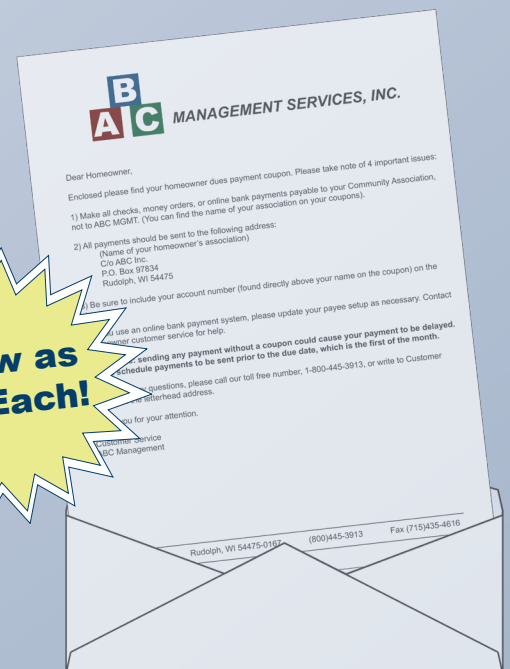 B
A C MANAGEMENT SERVICES, INC.
Dear Homeowner,
Enclosed please find your homeowner dues payment coupon. Please take note of 4 important issues:
1) Make all checks, money orders, or online bank payments payable to your Community Association,
not to ABC MGMT. (You can find the name of your association on your coupons).
2) All payments should be sent to the following address:
(Name of your homeowner's association)
C/o ABC Inc.
P.O. Box 97834
Rudolph, WI 54475
) Be sure to include your account number (found directly above your name on the coupon) on the
u use an online bank payment system, please update your payee setup as necessary. Contact
owner customer service for help.
sending any payment without a coupon could cause your payment to be delayed.
schedule payments to be sent prior to the due date, which is the first of the month.
y questions, please call our toll free number, 1-800-445-3913, or write to Customer
letterhead address.
you for your attention.
Customer Service
ABC Management
w as
Each!
Rudolph, WI 54475-0167 (800)445-3913 Fax (715)435-4616